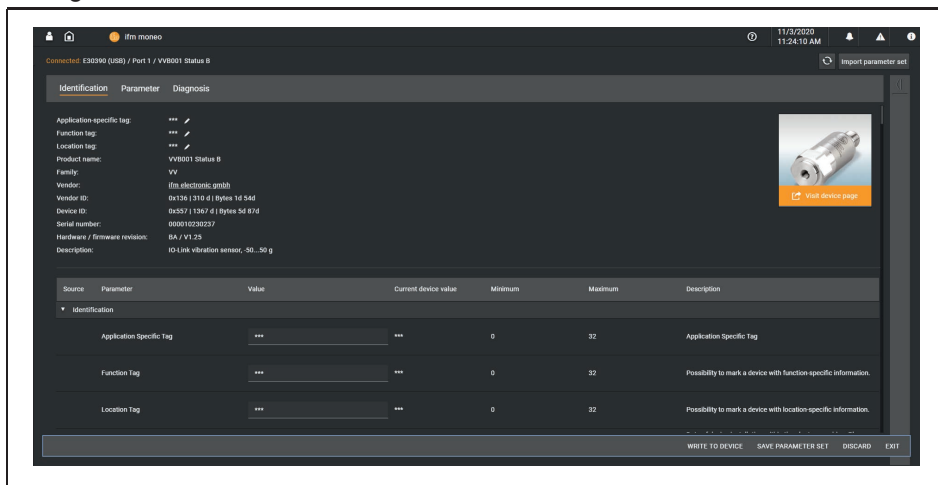 ifm moneo
11/3/2020
11:24:10 AM
Connected: E30390 (USB) / Port 1 / VVB001 Status B
Import parameter set
Identification Parameter Diagnosis
Application-specific tag: ***
Function tag: ***
Location tag: ***
Product name: VVB001 Status B
Family: VV
Vendor: ifm electronic gmbh
Vendor ID: 0x136 | 310 d | Bytes 1d 54d
Device ID: 0x557 | 1367 d | Bytes 5d 87d
Serial number: 000010230237
Hardware / firmware revision: BA / V1.25
Description: IO-Link vibration sensor, -50...50 g
Visit device page
Source Parameter Value Current device value Minimum Maximum Description
Identification
Application Specific Tag *** *** 0 32 Application Specific Tag
Function Tag *** *** 0 32 Possibility to mark a device with function-specific information.
Location Tag *** *** 0 32 Possibility to mark a device with location-specific information.
WRITE TO DEVICE SAVE PARAMETER SET DISCARD EXIT